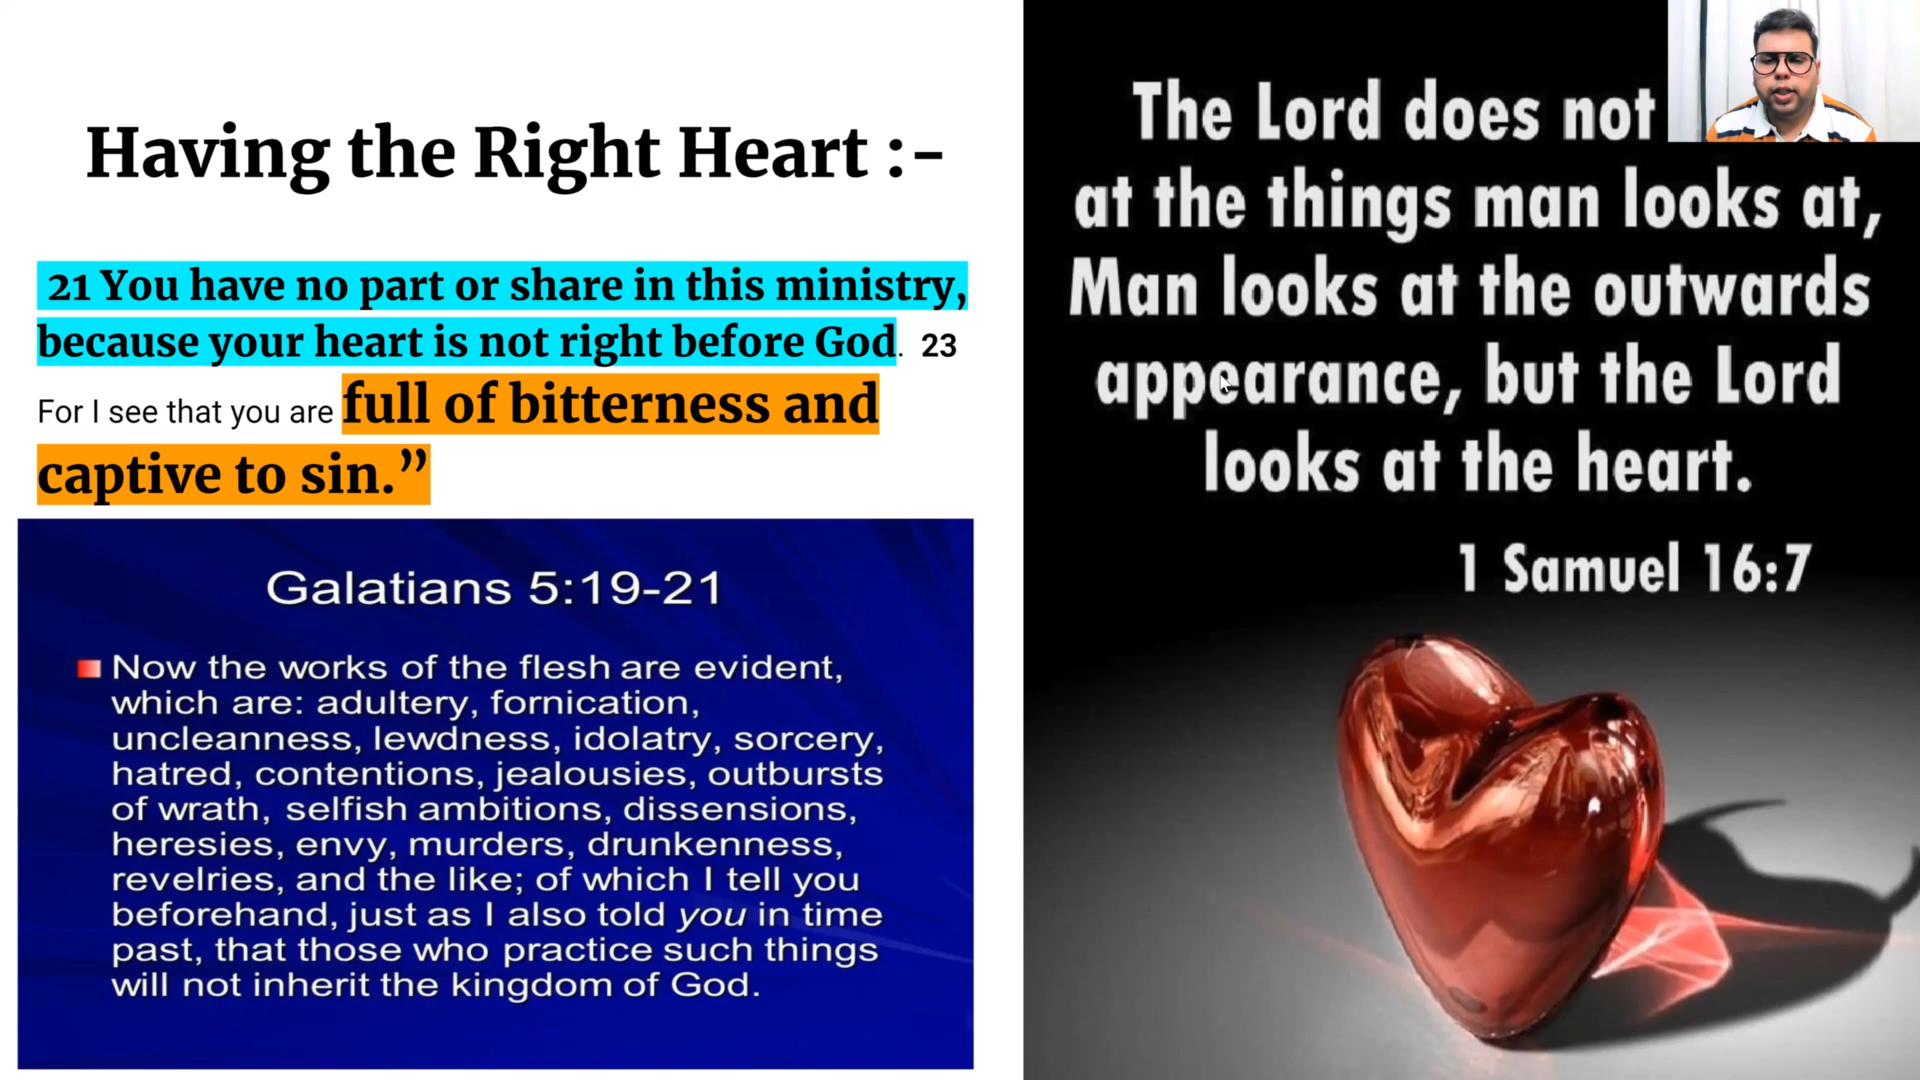 Having the Right Heart :-
21 You have no part or share in this ministry,
because your heart is not right before God. 23
For I see that you are full of bitterness and
captive to sin.”
Galatians 5:19-21
Now the works of the flesh are evident,
which are: adultery, fornication,
uncleanness, lewdness, idolatry, sorcery,
hatred, contentions, jealousies, outbursts
of wrath, selfish ambitions, dissensions,
heresies, envy, murders, drunkenness,
revelries, and the like; of which I tell you
beforehand, just as I also told you in time
past, that those who practice such things
will not inherit the kingdom of God.
The Lord does not
at the things man looks at,
Man looks at the outwards
appearance, but the Lord
looks at the heart.
1 Samuel 16:7